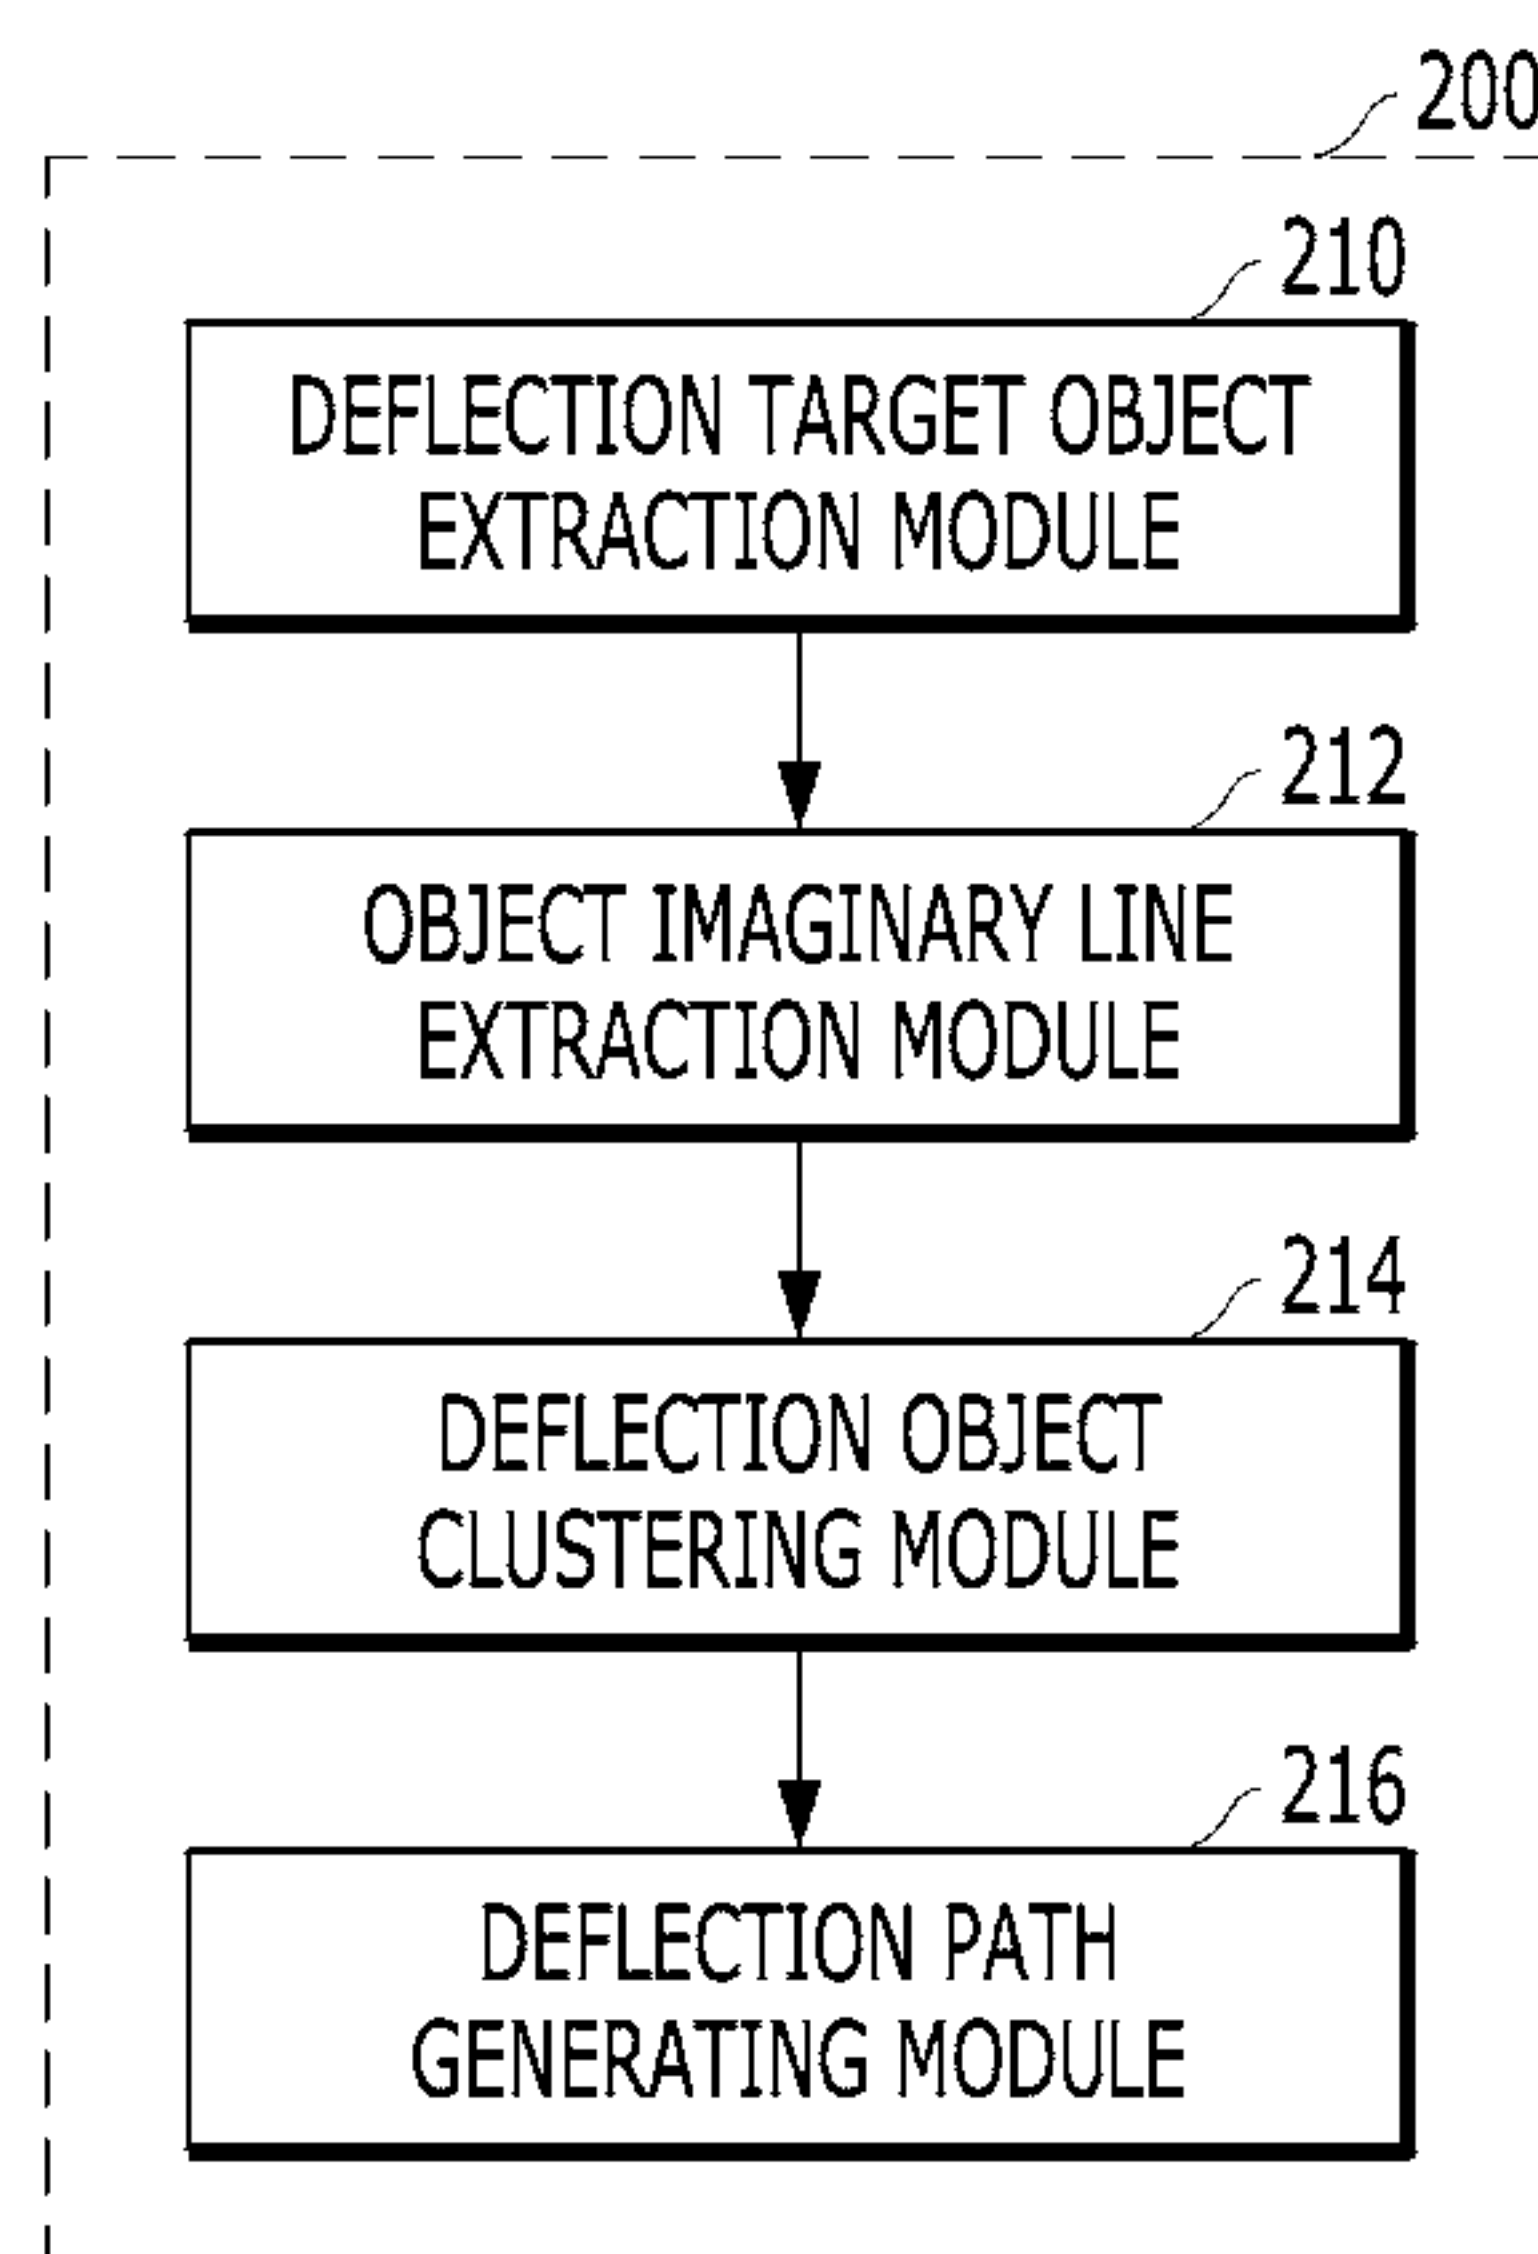 200
210
DEFLECTION TARGET OBJECT
EXTRACTION MODULE
212
OBJECT IMAGINARY LINE
EXTRACTION MODULE
214
DEFLECTION OBJECT
CLUSTERING MODULE
216
DEFLECTION PATH
GENERATING MODULE